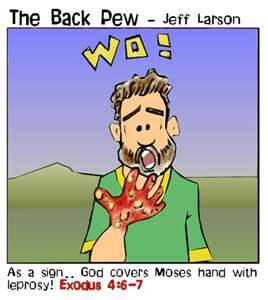 The Back Pew – Jeff Larson
WO!
As a sign.. God covers Moses hand with
leprosy! Exodus 4:6-7